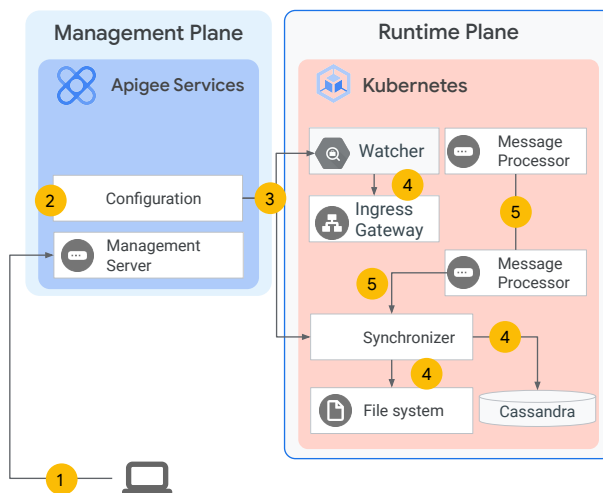 Management Plane
Runtime Plane
Apigee Services
Kubernetes
Watcher
Message
Processor
4
2
Configuration
3
Ingress
Gateway
5
Management
Server
Message
Processor
5
Synchronizer
4
4
File system
Cassandra
1